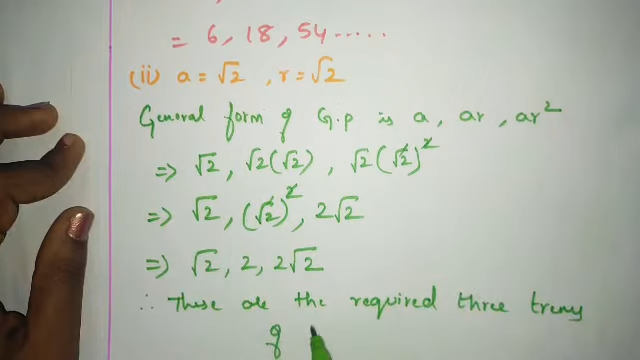 = 6, 18, 54.....
(ii) a = √2 , r = √2
General form of G.p is a, ar, ar²
⇒ √2, √2(√2), √2(√2)²
⇒ √2, (√2)², 2√2
⇒ √2, 2, 2√2
∴ These are the required three trems
of